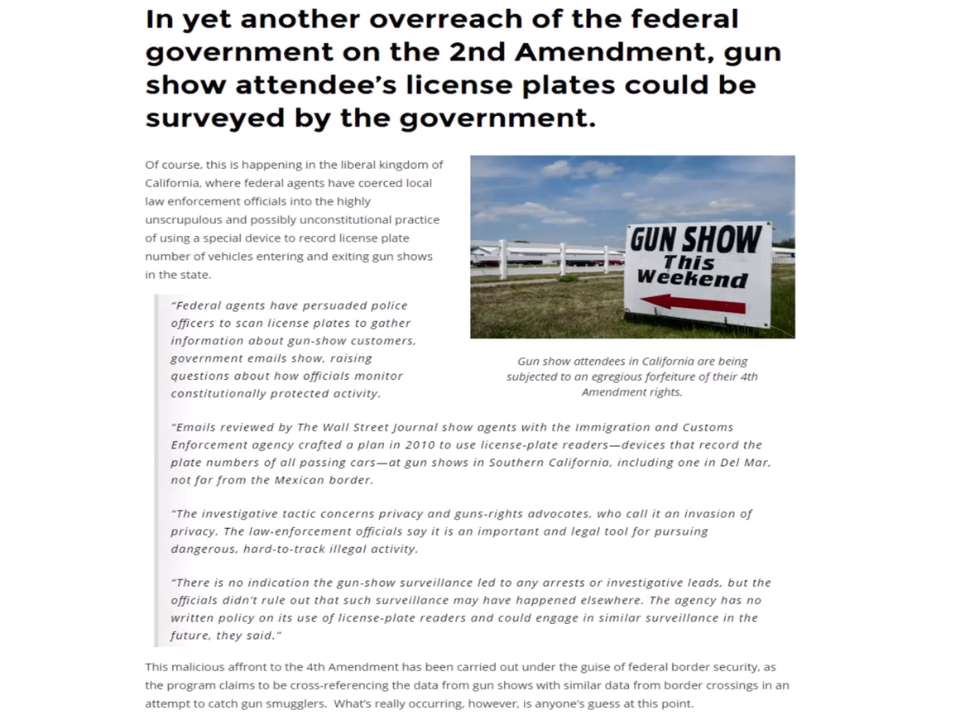 In yet another overreach of the federal
government on the 2nd Amendment, gun
show attendee's license plates could be
surveyed by the government.
Of course, this is happening in the liberal kingdom of
California, where federal agents have coerced local
law enforcement officials into the highly
unscrupulous and possibly unconstitutional practice
of using a special device to record license plate
number of vehicles entering and exiting gun shows
in the state.
GUN SHOW
This
Weekend
Gun show attendees in California are being
subjected to an egregious forfeiture of their 4th
Amendment rights.
"Federal agents have persuaded police
officers to scan license plates to gather
information about gun-show customers,
government emails show, raising
questions about how officials monitor
constitutionally protected activity.
"Emails reviewed by The Wall Street Journal show agents with the Immigration and Customs
Enforcement agency crafted a plan in 2010 to use license-plate readers—devices that record the
plate numbers of all passing cars—at gun shows in Southern California, including one in Del Mar,
not far from the Mexican border.
"The investigative tactic concerns privacy and guns-rights advocates, who call it an invasion of
privacy. The law-enforcement officials say it is an important and legal tool for pursuing
dangerous, hard-to-track illegal activity.
"There is no indication the gun-show surveillance led to any arrests or investigative leads, but the
officials didn't rule out that such surveillance may have happened elsewhere. The agency has no
written policy on its use of license-plate readers and could engage in similar surveillance in the
future, they said."
This malicious affront to the 4th Amendment has been carried out under the guise of federal border security, as
the program claims to be cross-referencing the data from gun shows with similar data from border crossings in an
attempt to catch gun smugglers.  What's really occurring, however, is anyone's guess at this point.